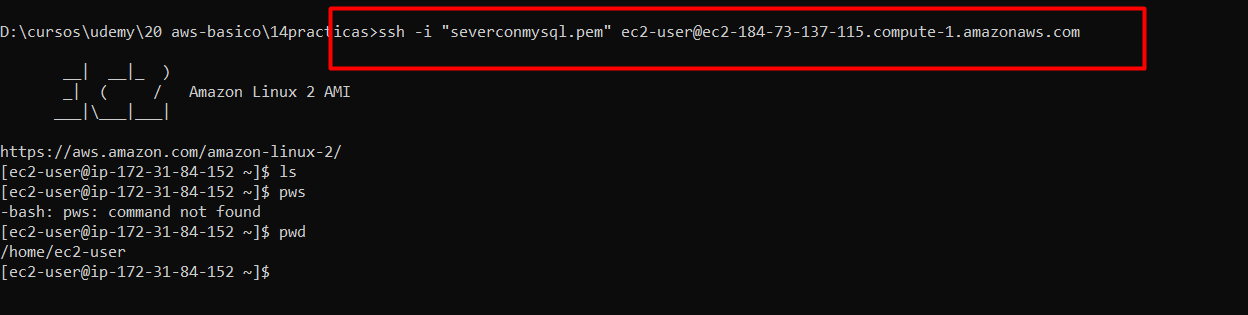 D:\cursos\udemy\20 aws-basico\14practicas>ssh -i "severconmysql.pem" ec2-user@ec2-184-73-137-115.compute-1.amazonaws.com
__|  __|_  )
_|  (     /   Amazon Linux 2 AMI
___|\___|___|
https://aws.amazon.com/amazon-linux-2/
[ec2-user@ip-172-31-84-152 ~]$ ls
[ec2-user@ip-172-31-84-152 ~]$ pws
-bash: pws: command not found
[ec2-user@ip-172-31-84-152 ~]$ pwd
/home/ec2-user
[ec2-user@ip-172-31-84-152 ~]$